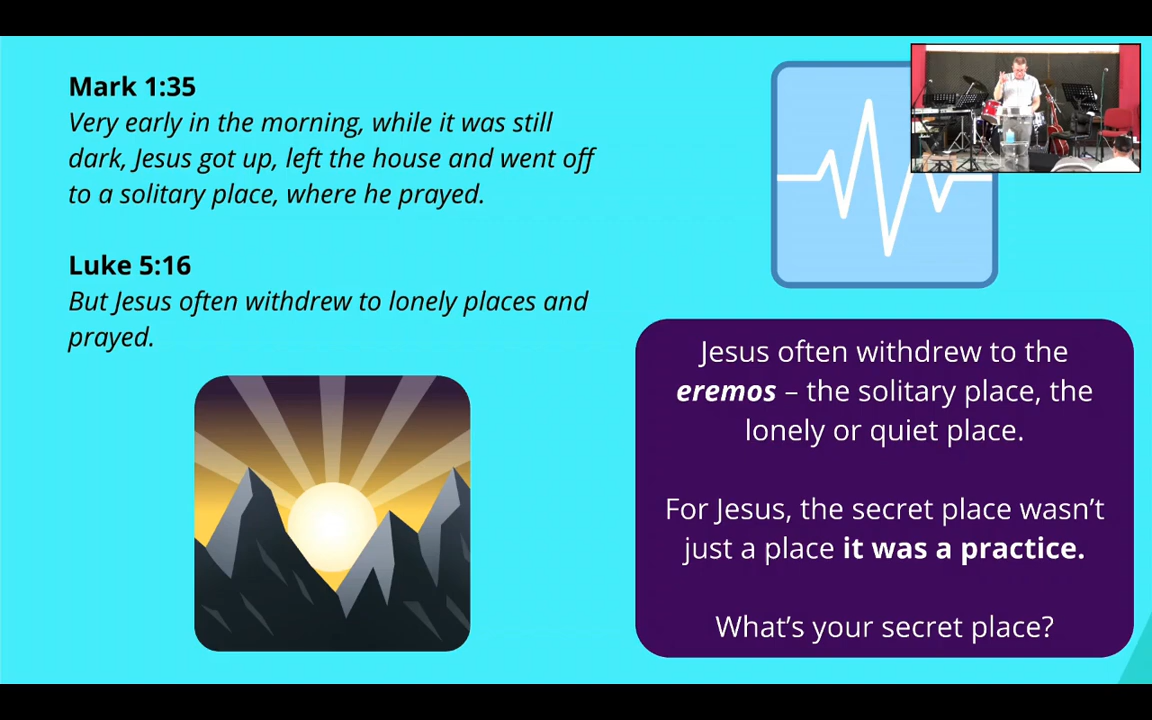 Mark 1:35
Very early in the morning, while it was still
dark, Jesus got up, left the house and went off
to a solitary place, where he prayed.
Luke 5:16
But Jesus often withdrew to lonely places and
prayed.
Jesus often withdrew to the
eremos – the solitary place, the
lonely or quiet place.
For Jesus, the secret place wasn't
just a place it was a practice.
What's your secret place?